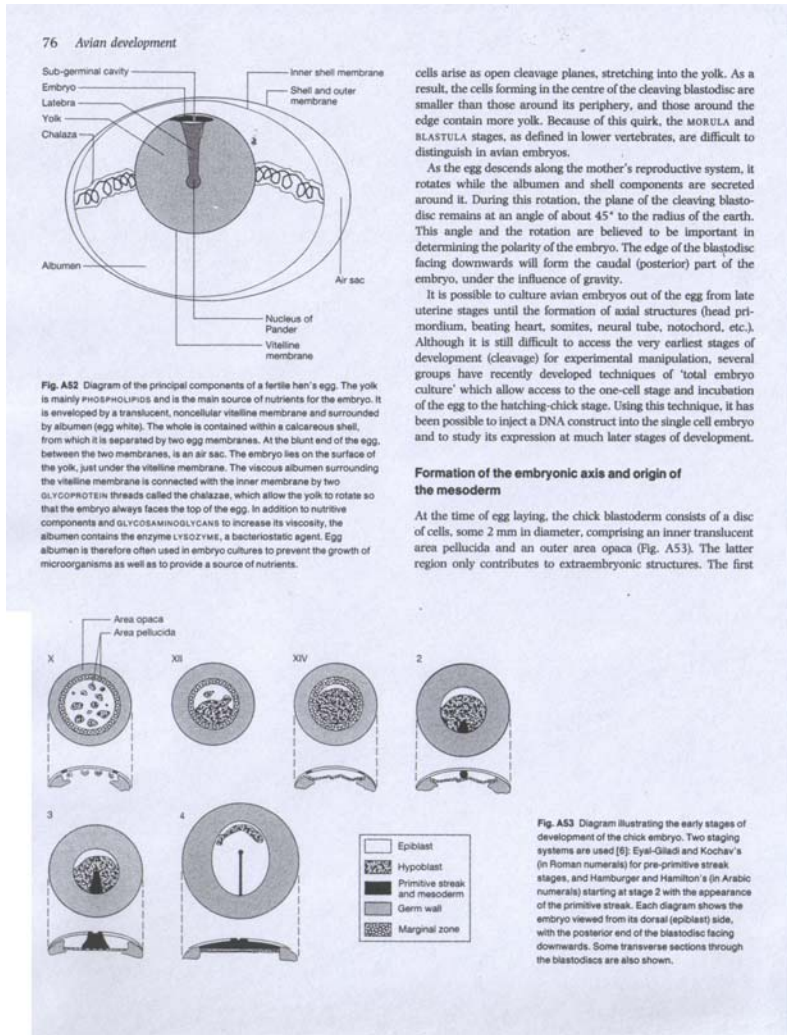 76 Avian development
Sub-germinal cavity
Embryo
Latebra
Yolk
Chalaza
Albumen
Inner shell membrane
Shell and outer
membrane
Air sac
Nucleus of
Pander
Vitelline
membrane
Fig. A52 Diagram of the principal components of a fertile hen's egg. The yolk
is mainly PHOSPHOLIPIDS and is the main source of nutrients for the embryo. It
is enveloped by a translucent, noncellular vitelline membrane and surrounded
by albumen (egg white). The whole is contained within a calcareous shell,
from which it is separated by two egg membranes. At the blunt end of the egg,
between the two membranes, is an air sac. The embryo lies on the surface of
the yolk, just under the vitelline membrane. The viscous albumen surrounding
the vitelline membrane is connected with the inner membrane by two
GLYCOPROTEIN threads called the chalazae, which allow the yolk to rotate so
that the embryo always faces the top of the egg. In addition to nutritive
components and GLYCOSAMINOGLYCANS to increase its viscosity, the
albumen contains the enzyme LYSOZYME, a bacteriostatic agent. Egg
albumen is therefore often used in embryo cultures to prevent the growth of
microorganisms as well as to provide a source of nutrients.
cells arise as open cleavage planes, stretching into the yolk. As a
result, the cells forming in the centre of the cleaving blastodisc are
smaller than those around its periphery, and those around the
edge contain more yolk. Because of this quirk, the MORULA and
BLASTULA stages, as defined in lower vertebrates, are difficult to
distinguish in avian embryos.
As the egg descends along the mother's reproductive system, it
rotates while the albumen and shell components are secreted
around it. During this rotation, the plane of the cleaving blasto-
disc remains at an angle of about 45° to the radius of the earth.
This angle and the rotation are believed to be important in
determining the polarity of the embryo. The edge of the blastodisc
facing downwards will form the caudal (posterior) part of the
embryo, under the influence of gravity.
It is possible to culture avian embryos out of the egg from late
uterine stages until the formation of axial structures (head pri-
mordium, beating heart, somites, neural tube, notochord, etc.).
Although it is still difficult to access the very earliest stages of
development (cleavage) for experimental manipulation, several
groups have recently developed techniques of 'total embryo
culture' which allow access to the one-cell stage and incubation
of the egg to the hatching-chick stage. Using this technique, it has
been possible to inject a DNA construct into the single cell embryo
and to study its expression at much later stages of development.
Formation of the embryonic axis and origin of
the mesoderm
At the time of egg laying, the chick blastoderm consists of a disc
of cells, some 2 mm in diameter, comprising an inner translucent
area pellucida and an outer area opaca (Fig. A53). The latter
region only contributes to extraembryonic structures. The first
Area opaca
Area pellucida
X
XII
XIV
2
3
4
Epiblast
Hypoblast
Primitive streak
and mesoderm
Germ wall
Marginal zone
Fig. A53 Diagram illustrating the early stages of
development of the chick embryo. Two staging
systems are used [6]: Eyal-Giladi and Kochav's
(in Roman numerals) for pre-primitive streak
stages, and Hamburger and Hamilton's (in Arabic
numerals) starting at stage 2 with the appearance
of the primitive streak. Each diagram shows the
embryo viewed from its dorsal (epiblast) side,
with the posterior end of the blastodisc facing
downwards. Some transverse sections through
the blastodiscs are also shown.